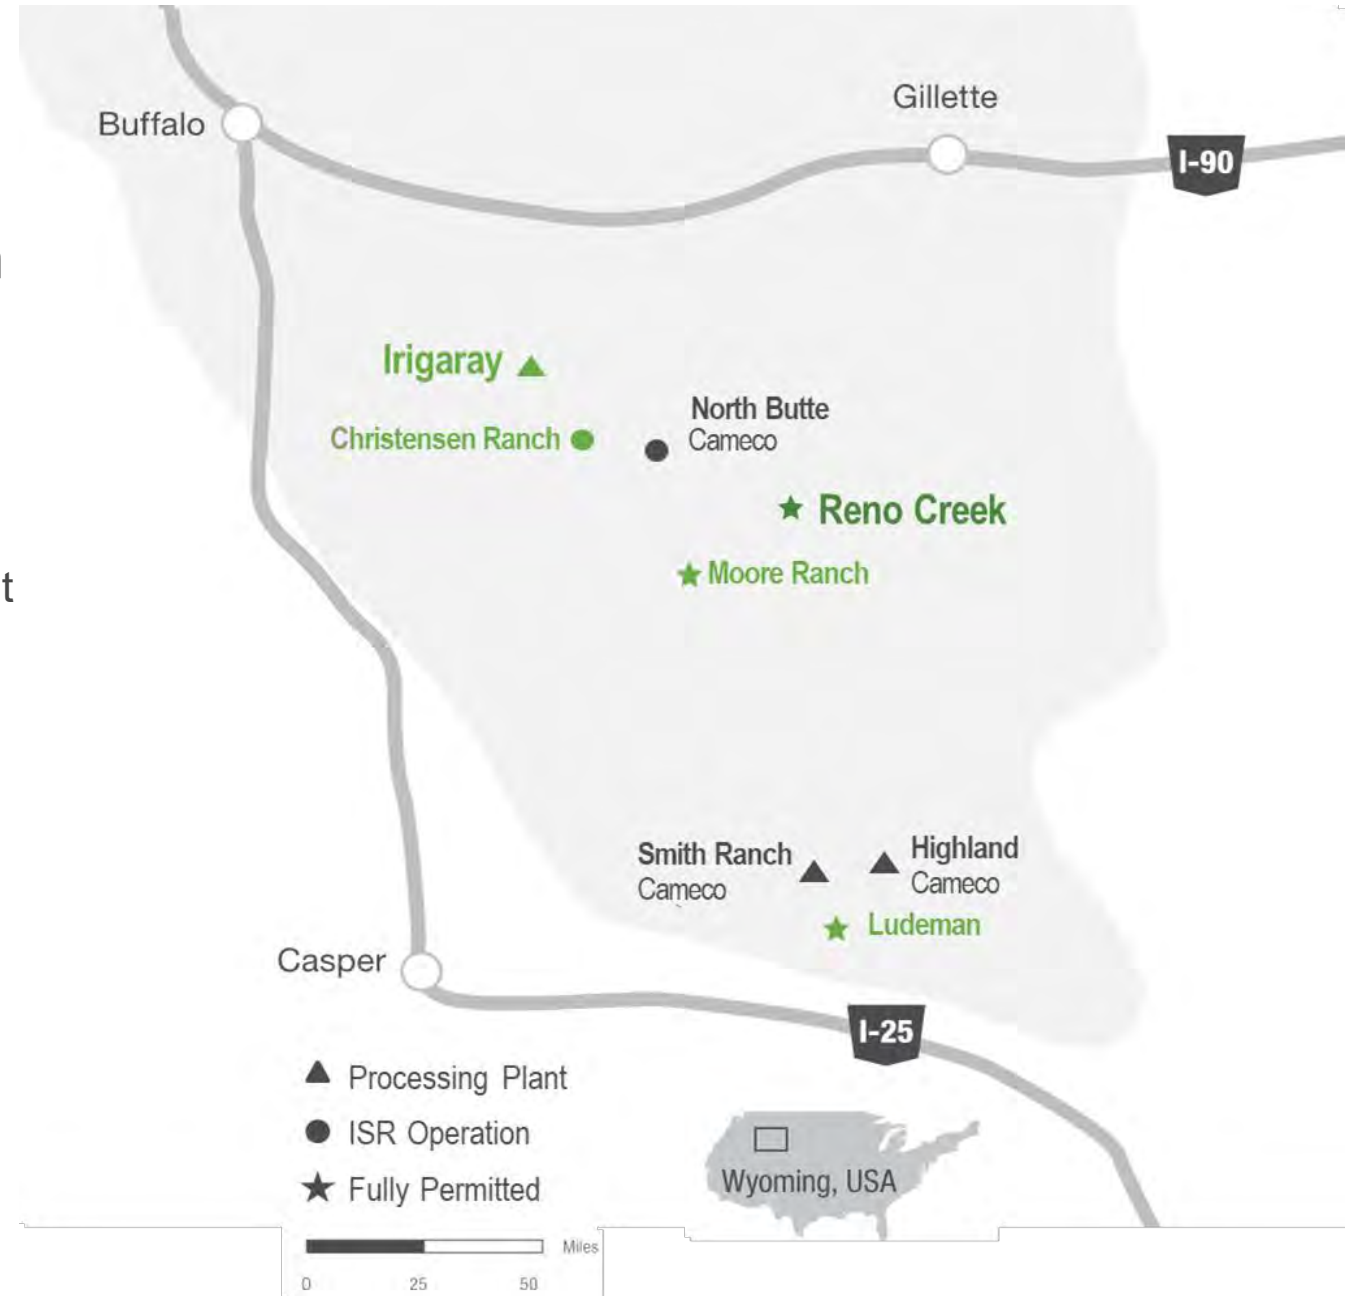 Gillette
Buffalo
I-90
Irigaray
North Butte
Christensen Ranch
Cameco
Reno Creek
t
Moore Ranch
Smith Ranch
Highland
Cameco
Cameco
Ludeman
Casper
I-25
Processing Plant
ISR Operation
Fully Permitted
Wyoming, USA
Miles
0 25 50